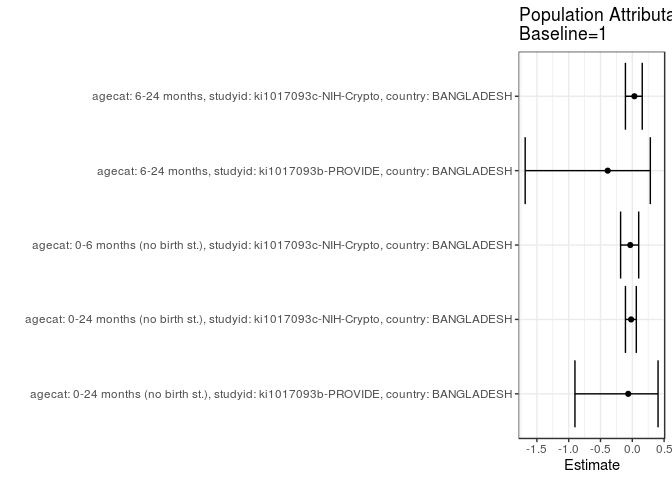 Population Attributa
Baseline=1
agecat: 6-24 months, studyid: ki1017093c-NIH-Crypto, country: BANGLADESH
agecat: 6-24 months, studyid: ki1017093b-PROVIDE, country: BANGLADESH
agecat: 0-6 months (no birth st.), studyid: ki1017093c-NIH-Crypto, country: BANGLADESH
agecat: 0-24 months (no birth st.), studyid: ki1017093c-NIH-Crypto, country: BANGLADESH
agecat: 0-24 months (no birth st.), studyid: ki1017093b-PROVIDE, country: BANGLADESH
-1.5 -1.0 -0.5 0.0 0.5
Estimate